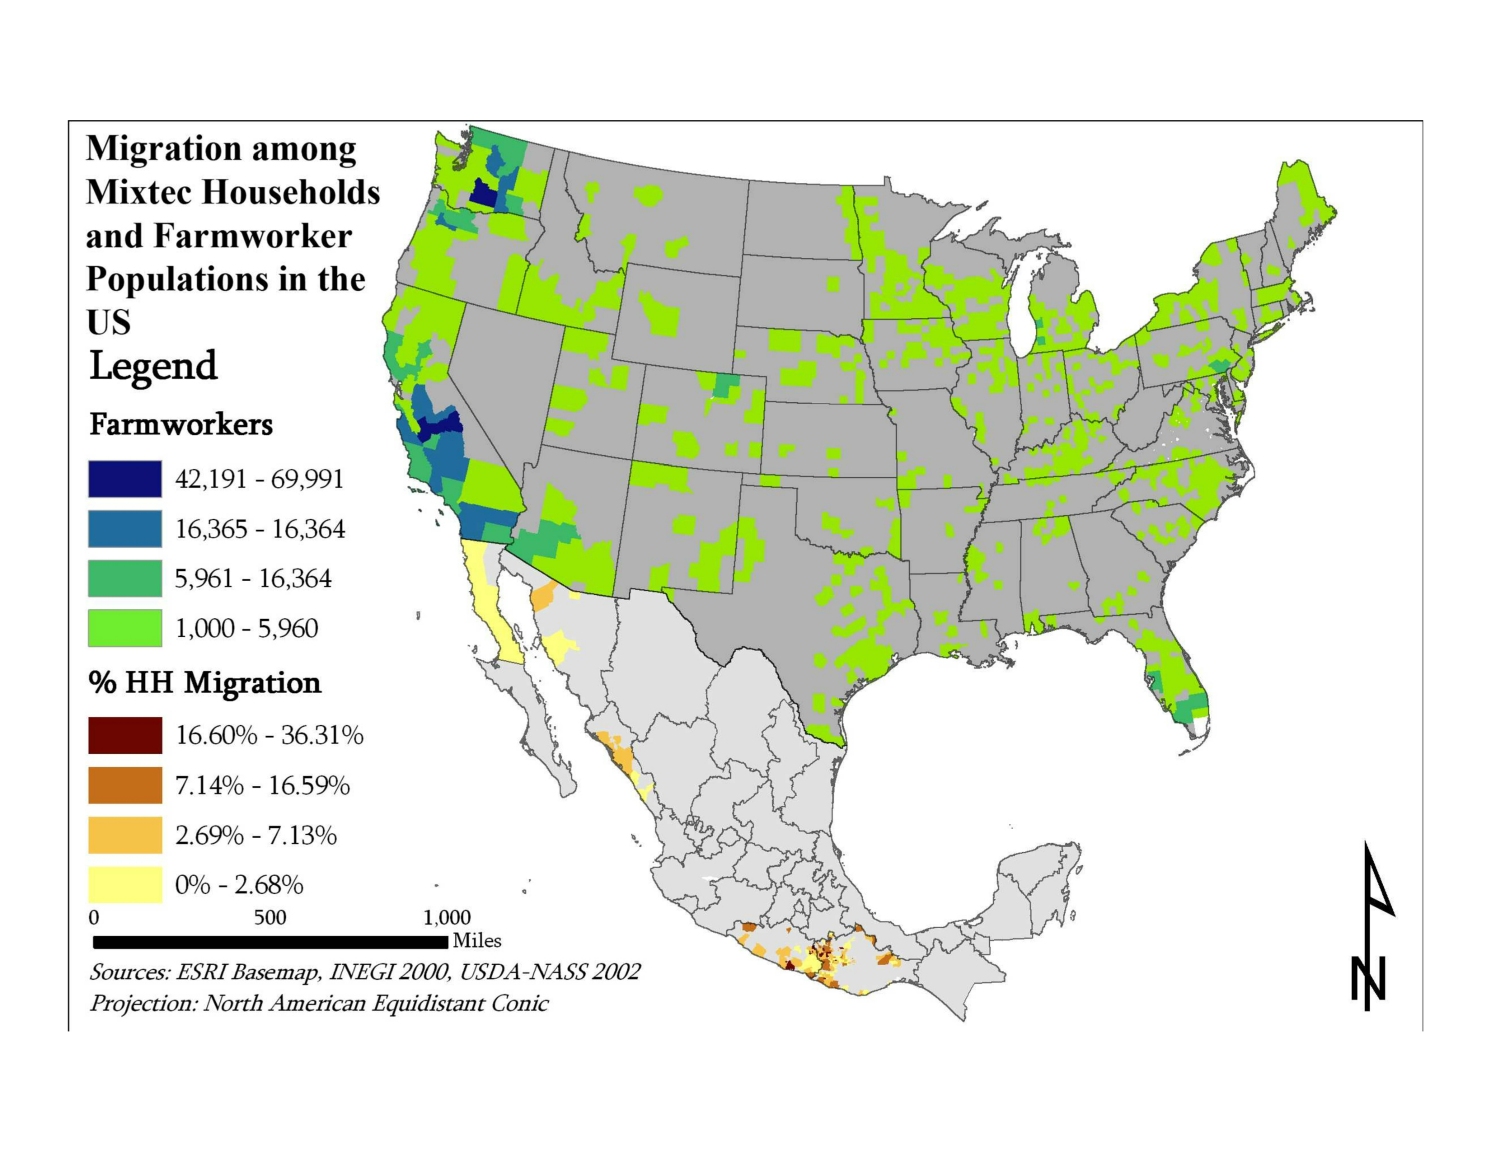 Migration among
Mixtec Households
and Farmworker
Populations in the
US
Legend
Farmworkers
42,191 - 69,991
16,365 - 16,364
5,961 - 16,364
1,000 - 5,960
% HH Migration
16.60% - 36.31%
7.14% - 16.59%
2.69% - 7.13%
0% - 2.68%
0 500 1,000
Miles
Sources: ESRI Basemap, INEGI 2000, USDA-NASS 2002
Projection: North American Equidistant Conic
N